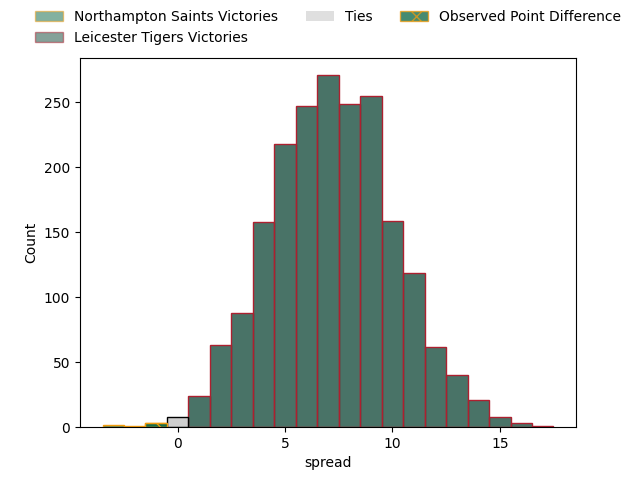 Northampton Saints Victories
Ties
Observed Point Difference
Leicester Tigers Victories
250
200
150
100
50
0
Count
0
5
10
15
spread